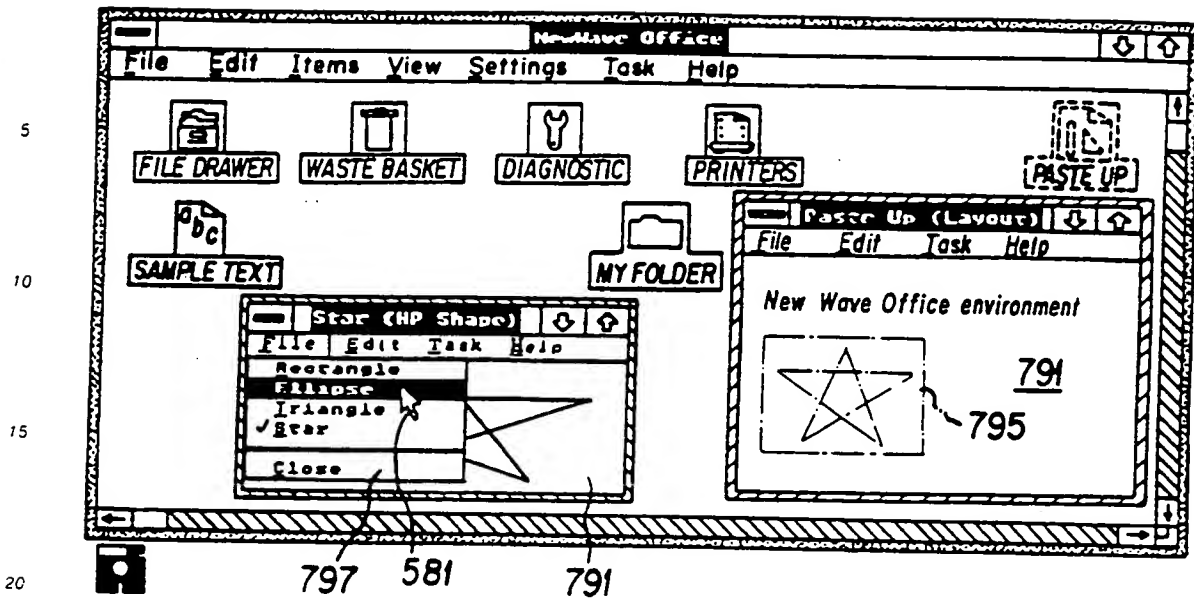 NewWave Office
File Edit Items View Settings Task Help
5
FILE DRAWER WASTE BASKET DIAGNOSTIC PRINTERS PASTE UP
abc
Paste Up (Layout)
File Edit Task Help
SAMPLE TEXT MY FOLDER
10
New Wave Office environment
Star (HP Shape)
File Edit Task Help
Rectangle
Ellipse
791
Triangle
795
15
✓ Star
Close
797 581 791
20